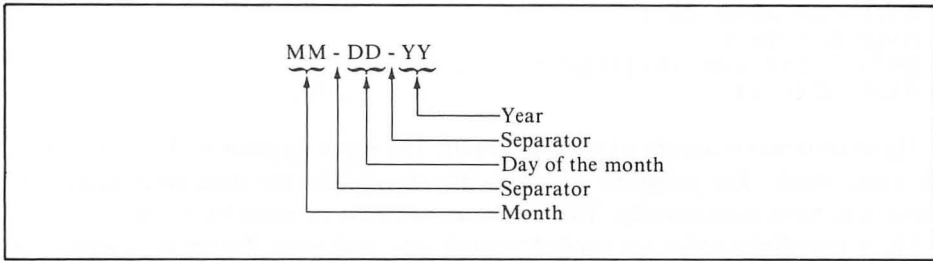 MM - DD - YY
Year
Separator
Day of the month
Separator
Month